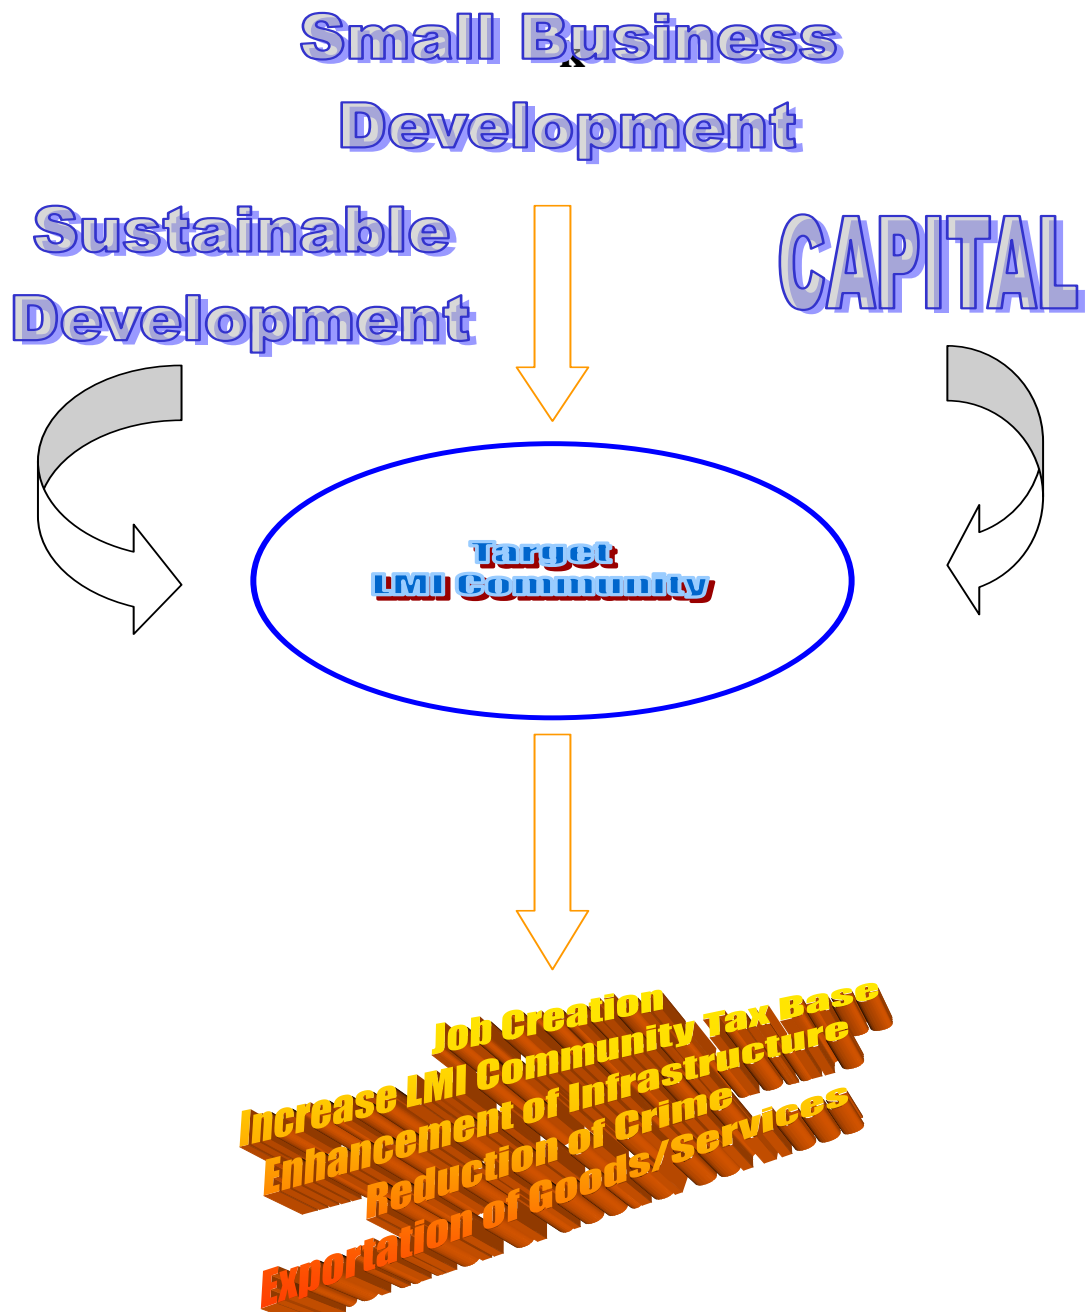 Small Business
Development
Sustainable
Development
CAPITAL
Target
LMI Community
Job Creation
Increase LMI Community Tax Base
Enhancement of Infrastructure
Reduction of Crime
Exportation of Goods/Services